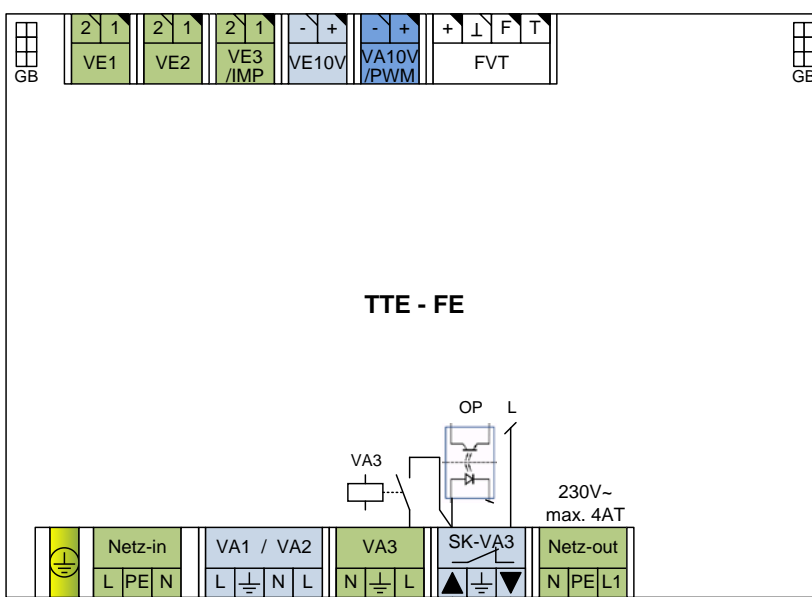 2 1 2 1 2 1 - + - + + ⊥ F T
GB VE1 VE2 VE3 /IMP VE10V VA10V /PWM FVT GB
TTE - FE
OP L
VA3
230V~
max. 4AT
Netz-in VA1 / VA2 VA3 SK-VA3 Netz-out
L PE N L N L N L N PE L1